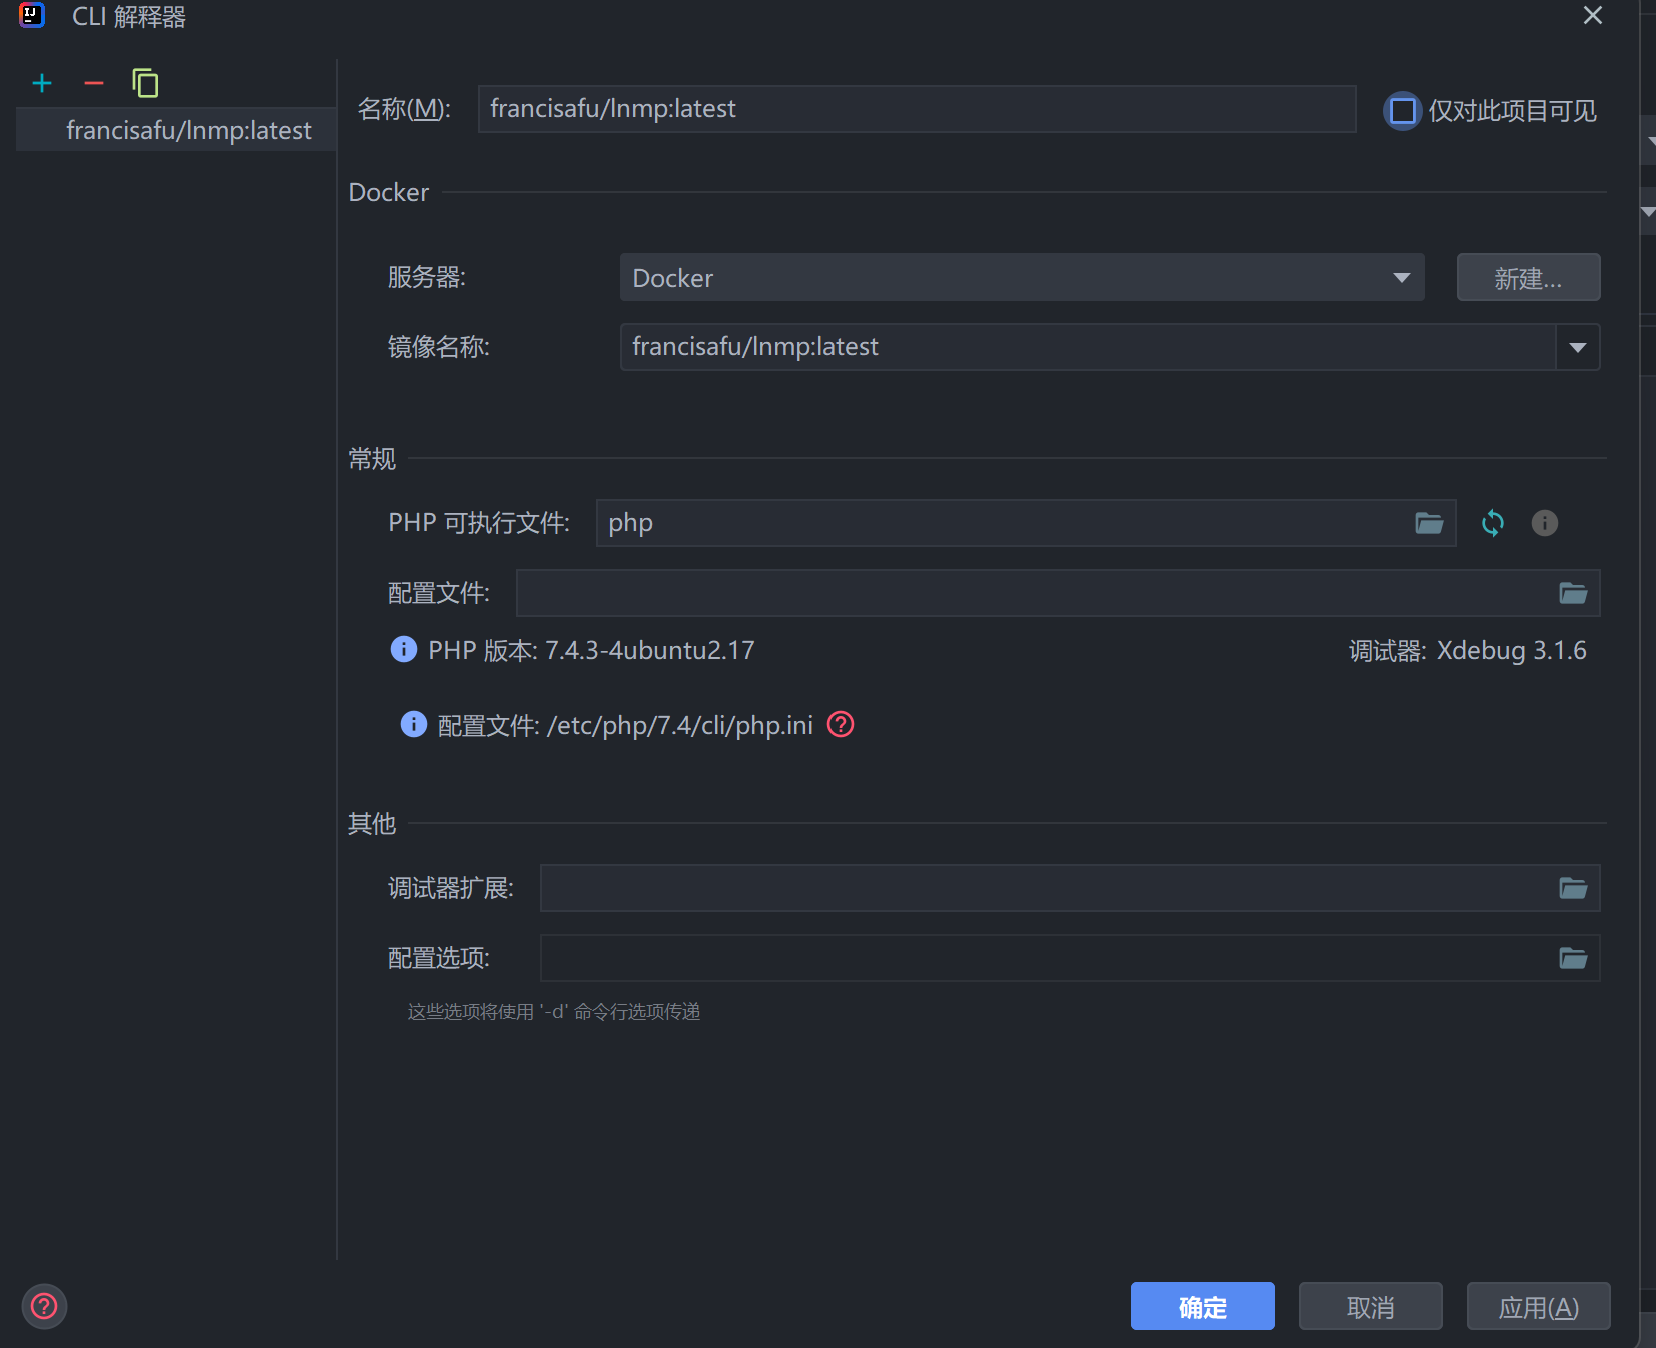 CLI 解释器
francisafu/lnmp:latest
名称(M): francisafu/lnmp:latest 仅对此项目可见
Docker
服务器: Docker 新建...
镜像名称: francisafu/lnmp:latest
常规
PHP 可执行文件: php
配置文件:
PHP 版本: 7.4.3-4ubuntu2.17 调试器: Xdebug 3.1.6
配置文件: /etc/php/7.4/cli/php.ini
其他
调试器扩展:
配置选项:
这些选项将使用 '-d' 命令行选项传递
确定 取消 应用(A)